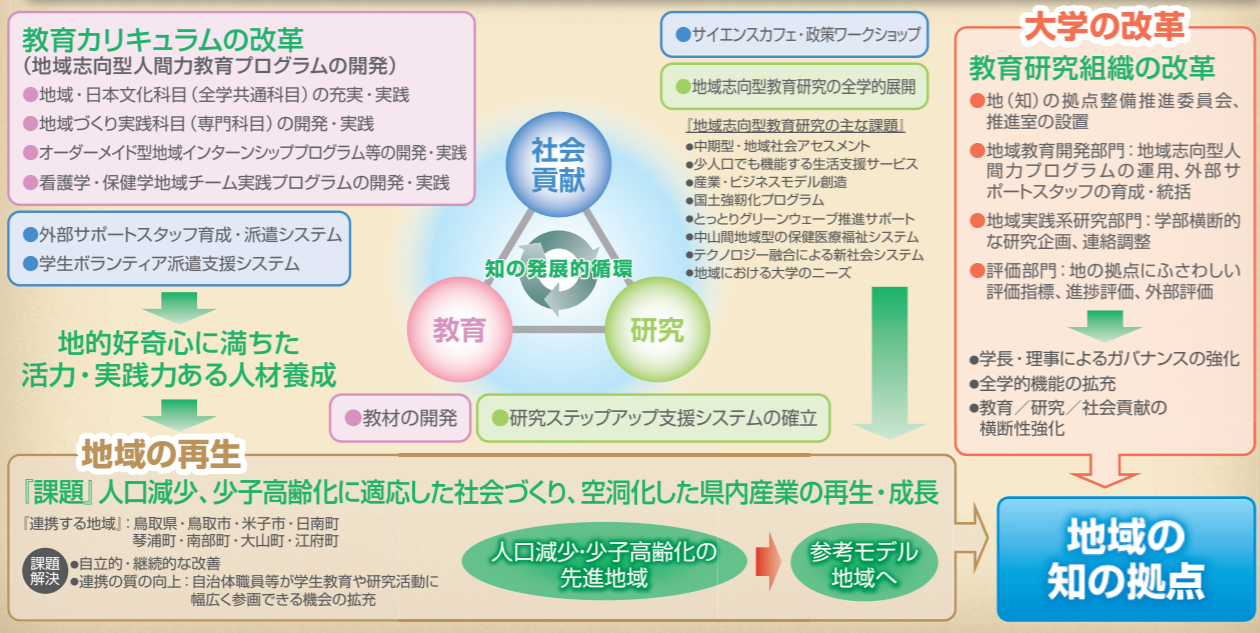 教育カリキュラムの改革
(地域志向型人間力教育プログラムの開発)
●地域・日本文化科目(全学共通科目)の充実・実践
●地域づくり実践科目(専門科目)の開発・実践
●オーダーメイド型地域インターンシッププログラム等の開発・実践
●看護学・保健学地域チーム実践プログラムの開発・実践
●外部サポートスタッフ育成・派遣システム
●学生ボランティア派遣支援システム
地的好奇心に満ちた
活力・実践力ある人材養成
社会
貢献
知の発展的循環
教育
研究
●教材の開発
●研究ステップアップ支援システムの確立
●サイエンスカフェ・政策ワークショップ
●地域志向型教育研究の全学的展開
『地域志向型教育研究の主な課題』
●中期型・地域社会アセスメント
●少人口でも機能する生活支援サービス
●産業・ビジネスモデル創造
●国土強靭化プログラム
●とっとりグリーンウェーブ推進サポート
●中山間地域型の保健医療福祉システム
●テクノロジー融合による新社会システム
●地域における大学のニーズ
大学の改革
教育研究組織の改革
●地(知)の拠点整備推進委員会、
推進室の設置
●地域教育開発部門:地域志向型人
間力プログラムの運用、外部サ
ポートスタッフの育成・統括
●地域実践系研究部門:学部横断的
な研究企画、連絡調整
●評価部門:地の拠点にふさわしい
評価指標、進捗評価、外部評価
●学長・理事によるガバナンスの強化
●全学的機能の拡充
●教育/研究/社会貢献の
横断性強化
地域の再生
『課題』人口減少、少子高齢化に適応した社会づくり、空洞化した県内産業の再生・成長
『連携する地域』:鳥取県・鳥取市・米子市・日南町
琴浦町・南部町・大山町・江府町
課題
解決
●自立的・継続的な改善
●連携の質の向上:自治体職員等が学生教育や研究活動に
幅広く参画できる機会の拡充
人口減少・少子高齢化の
先進地域
参考モデル
地域へ
地域の
知の拠点